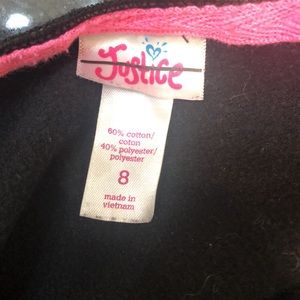 Justice
60% cotton/
coton
40% polyester/
polyester
8
made in
vietnam